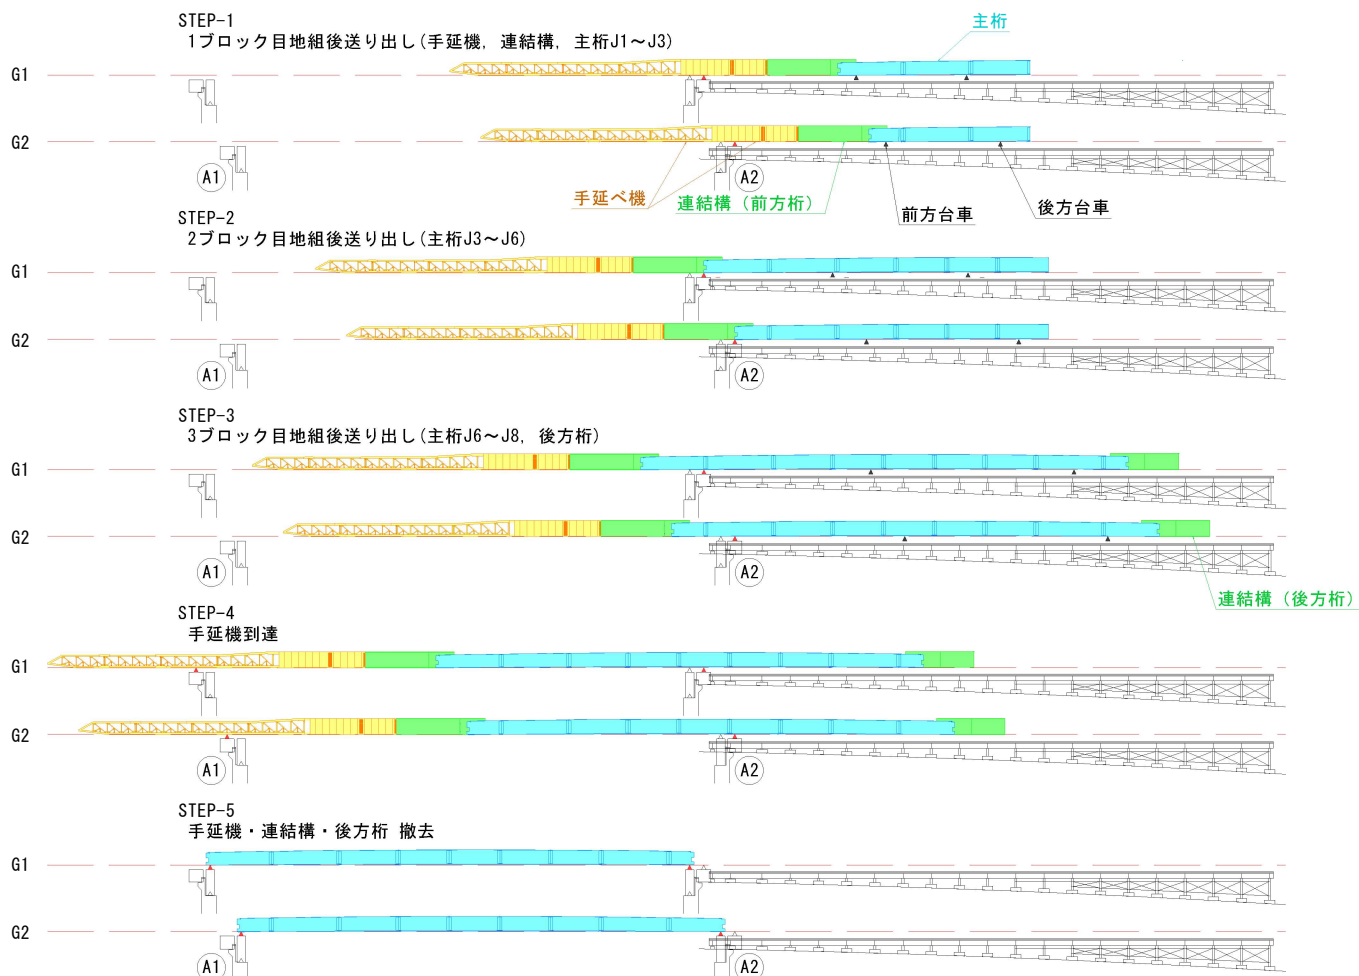 STEP-1
1ブロック目地組後送り出し(手延機, 連結構, 主桁J1～J3)
主桁
G1
G2
A1
A2
手延べ機
連結構（前方桁）
前方台車
後方台車
STEP-2
2ブロック目地組後送り出し(主桁J3～J6)
G1
G2
A1
A2
STEP-3
3ブロック目地組後送り出し(主桁J6～J8, 後方桁)
G1
G2
A1
A2
連結構（後方桁）
STEP-4
手延機到達
G1
G2
A1
A2
STEP-5
手延機・連結構・後方桁 撤去
G1
G2
A1
A2